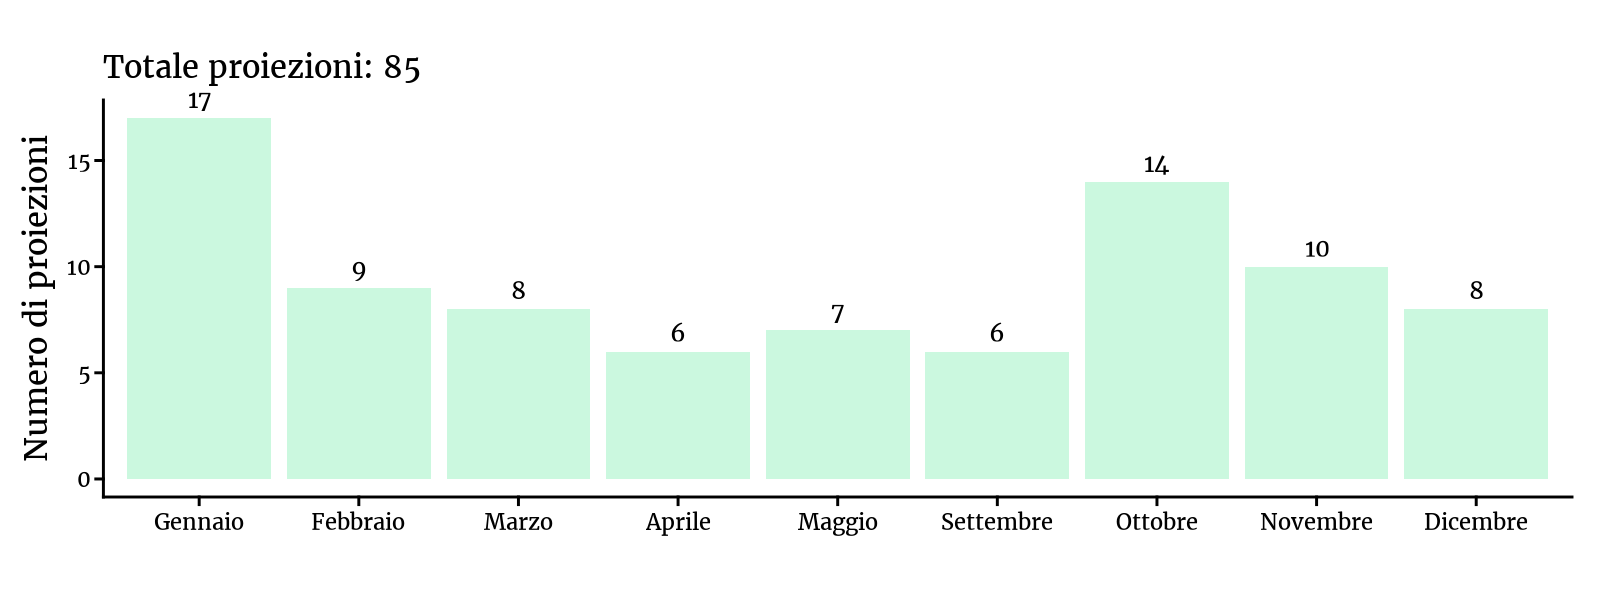 Totale proiezioni: 85
Numero di proiezioni
15
10
5
0
17
9
8
6
7
6
14
10
8
Gennaio
Febbraio
Marzo
Aprile
Maggio
Settembre
Ottobre
Novembre
Dicembre